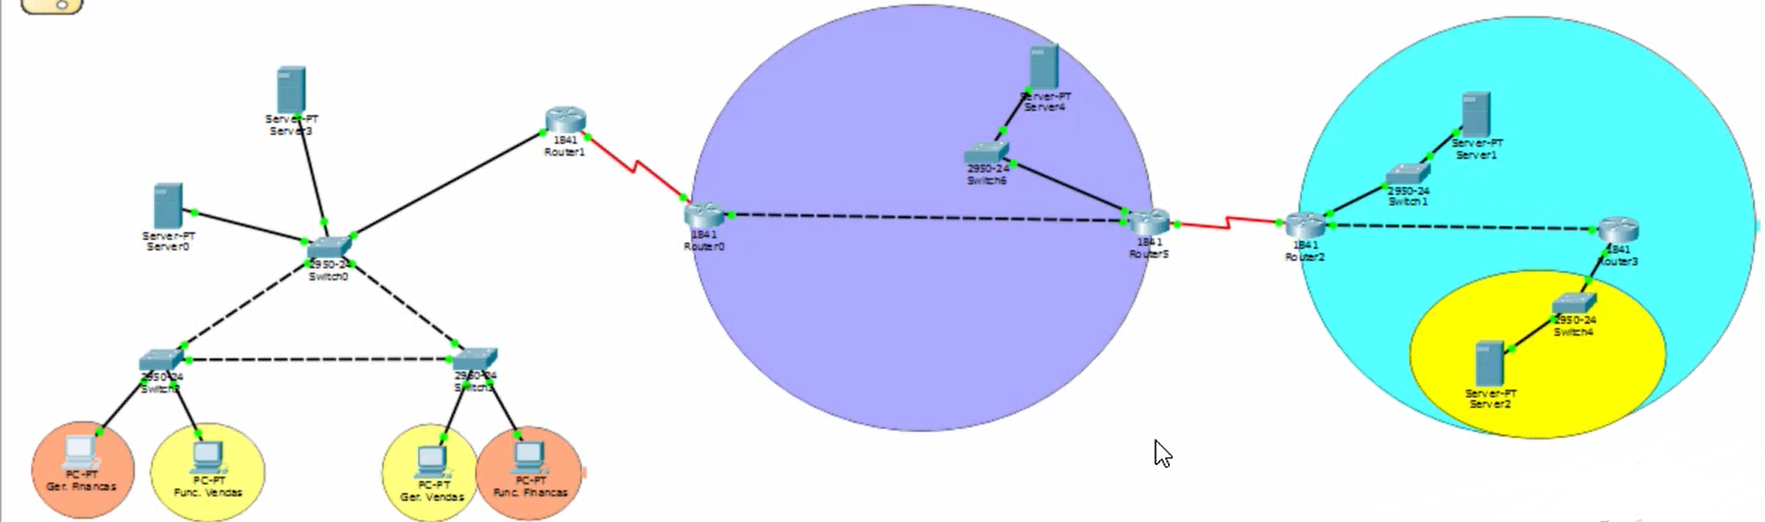 Server-PT
Server3
Server-PT
Server0
1841
Router1
2950-24
Switch0
2950-24
2950-24
PC-PT
Ger. Financas
PC-PT
Func. Vendas
PC-PT
Ger. Vendas
PC-PT
Func. Financas
1841
Router0
Server-PT
Server4
2950-24
Switch6
1841
Router5
1841
Router2
Server-PT
Server1
2950-24
Switch1
1841
Router3
2950-24
Switch4
Server-PT
Server2